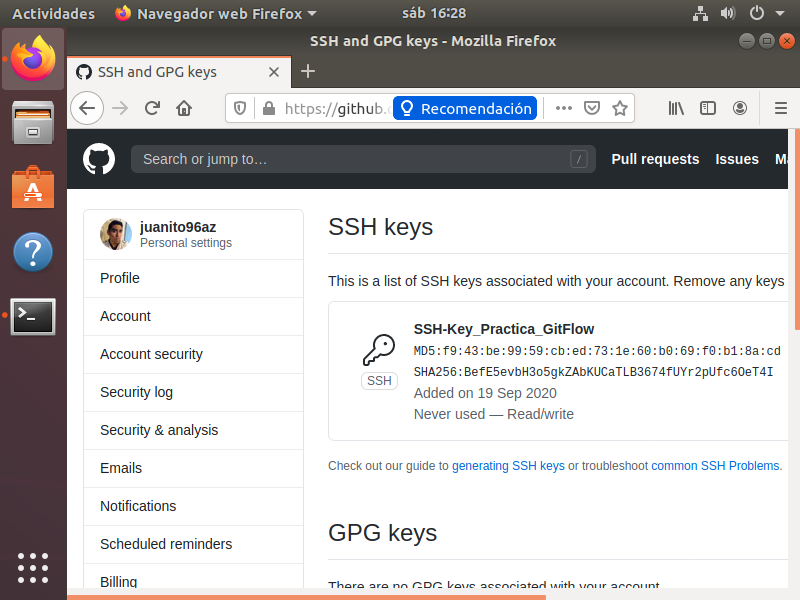 Actividades
Navegador web Firefox
sáb 16:28
SSH and GPG keys - Mozilla Firefox
SSH and GPG keys
https://github.
Recomendación
Search or jump to…
/
Pull requests
Issues
juanito96az
Personal settings
Profile
Account
Account security
Security log
Security & analysis
Emails
Notifications
Scheduled reminders
Billing
SSH keys
This is a list of SSH keys associated with your account. Remove any keys
SSH
SSH-Key_Practica_GitFlow
MD5:f9:43:be:99:59:cb:ed:73:1e:60:b0:69:f0:b1:8a:cd
SHA256:BefE5evbH3o5gkZAbKUCaTLB3674fUYr2pUfc6OeT4I
Added on 19 Sep 2020
Never used — Read/write
Check out our guide to generating SSH keys or troubleshoot common SSH Problems.
GPG keys
There are no GPG keys associated with your account.